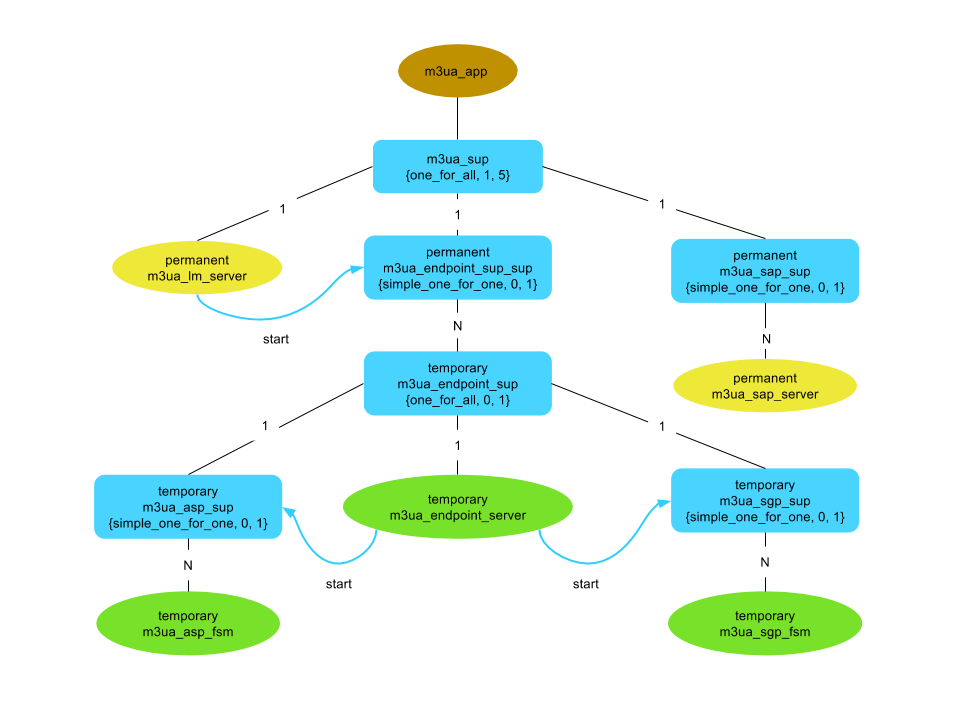 m3ua_app
m3ua_sup
{one_for_all, 1, 5}
1
1
1
permanent
m3ua_lm_server
permanent
m3ua_endpoint_sup_sup
{simple_one_for_one, 0, 1}
permanent
m3ua_sap_sup
{simple_one_for_one, 0, 1}
start
N
N
temporary
m3ua_endpoint_sup
{one_for_all, 0, 1}
permanent
m3ua_sap_server
1
1
1
temporary
m3ua_asp_sup
{simple_one_for_one, 0, 1}
temporary
m3ua_endpoint_server
temporary
m3ua_sgp_sup
{simple_one_for_one, 0, 1}
N
start
start
N
temporary
m3ua_asp_fsm
temporary
m3ua_sgp_fsm